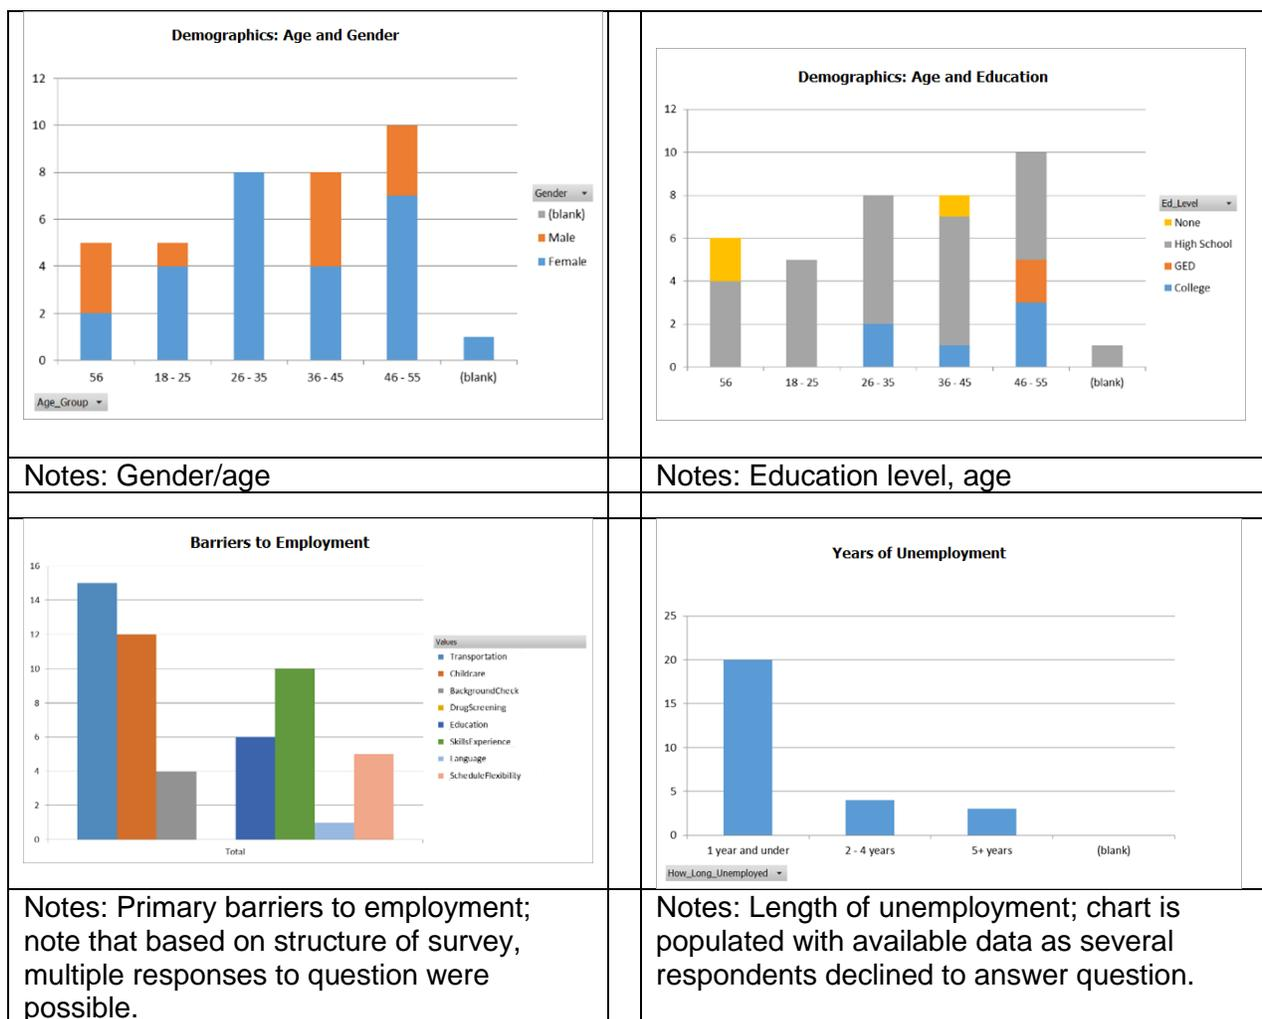 Demographics: Age and Gender
12
10
8
6
4
2
0
56
18 - 25
26 - 35
36 - 45
46 - 55
(blank)
Gender
(blank)
Male
Female
Age_Group
Notes: Gender/age
Demographics: Age and Education
12
10
8
6
4
2
0
56
18 - 25
26 - 35
36 - 45
46 - 55
(blank)
Ed_Level
None
High School
GED
College
Notes: Education level, age
Barriers to Employment
16
14
12
10
8
6
4
2
0
Total
Values
Transportation
Childcare
BackgroundCheck
DrugScreening
Education
SkillsExperience
Language
ScheduleFlexibility
Notes: Primary barriers to employment;
note that based on structure of survey,
multiple responses to question were
possible.
Years of Unemployment
25
20
15
10
5
0
1 year and under
2 - 4 years
5+ years
(blank)
How_Long_Unemployed
Notes: Length of unemployment; chart is
populated with available data as several
respondents declined to answer question.